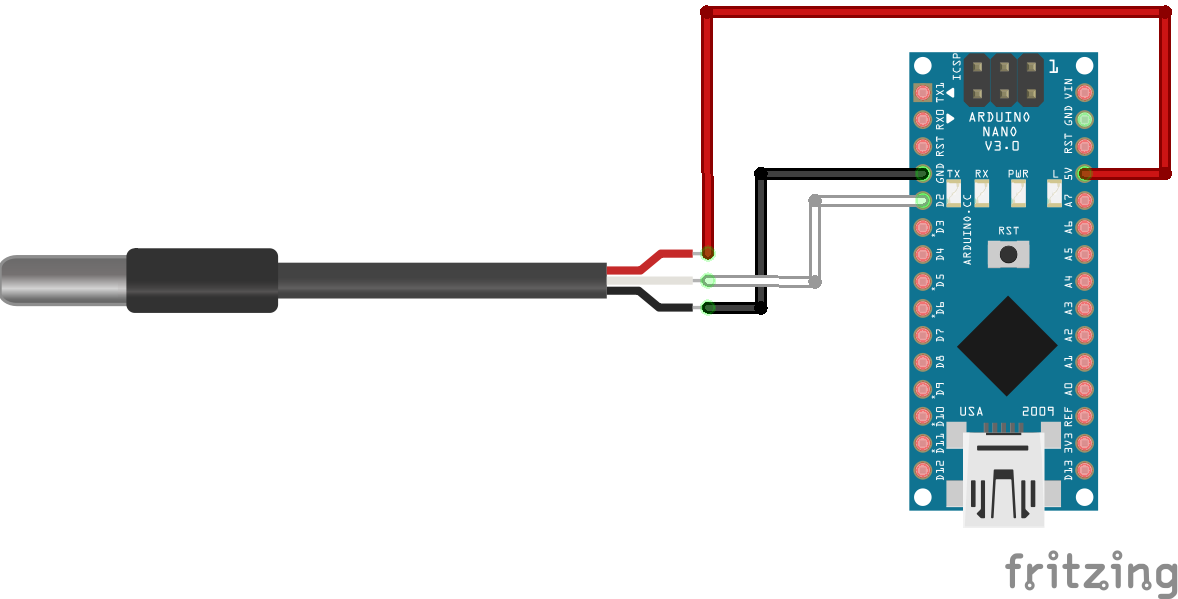 ICSP
1
TX1
RX0
RST
GND
D2
D3
D4
D5
D6
D7
D8
D9
D10
D11
D12
ARDUINO
NANO
V3.0
TX
RX
PWR
L
ARDUINO.CC
RST
USA
2009
VIN
GND
RST
5V
A7
A6
A5
A4
A3
A2
A1
A0
REF
3V3
D13
fritzing